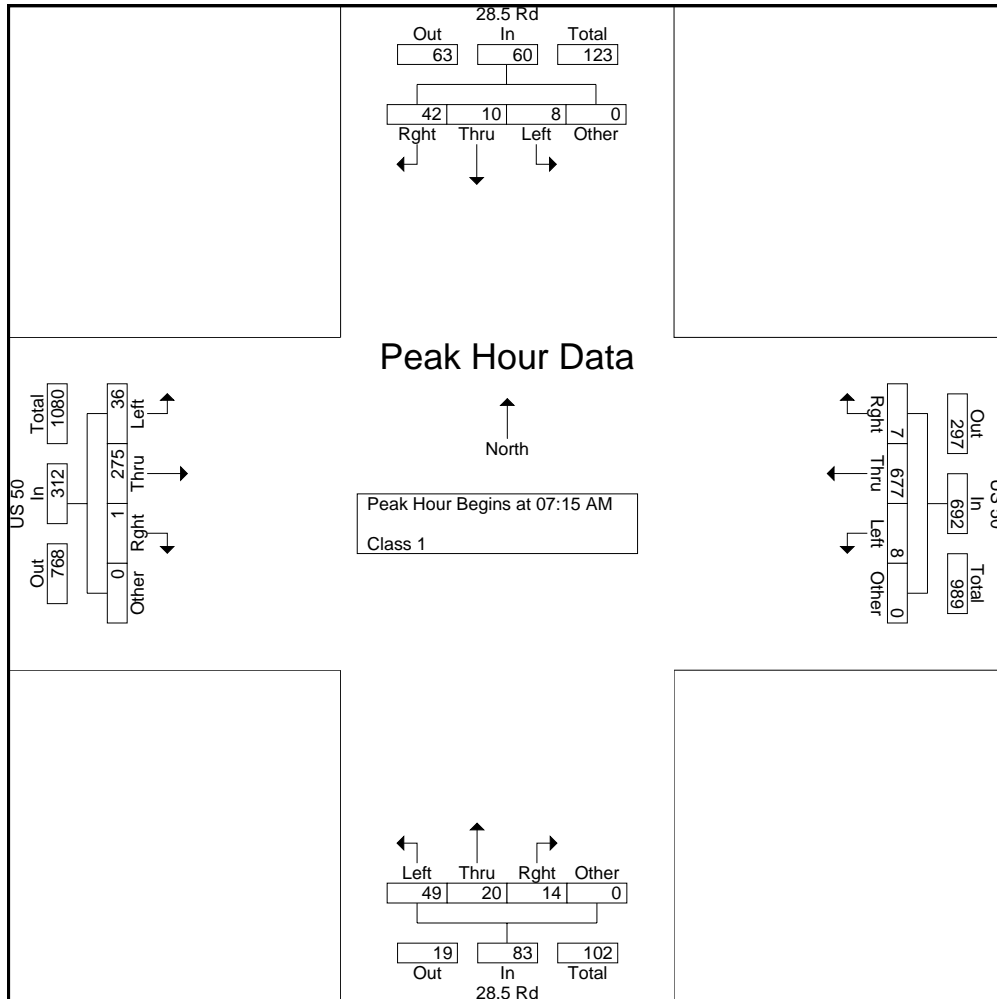 28.5 Rd
Out In Total
63 60 123
42 10 8 0
Rght Thru Left Other
Peak Hour Data
North
Peak Hour Begins at 07:15 AM
Class 1
US 50
Total In Out
1080 312 768
36 275 1 0
Left Thru Rght Other
Rght Thru Left Other
7 677 8 0
297 692 989
Out In Total
US 50
Left Thru Rght Other
49 20 14 0
19 83 102
Out In Total
28.5 Rd